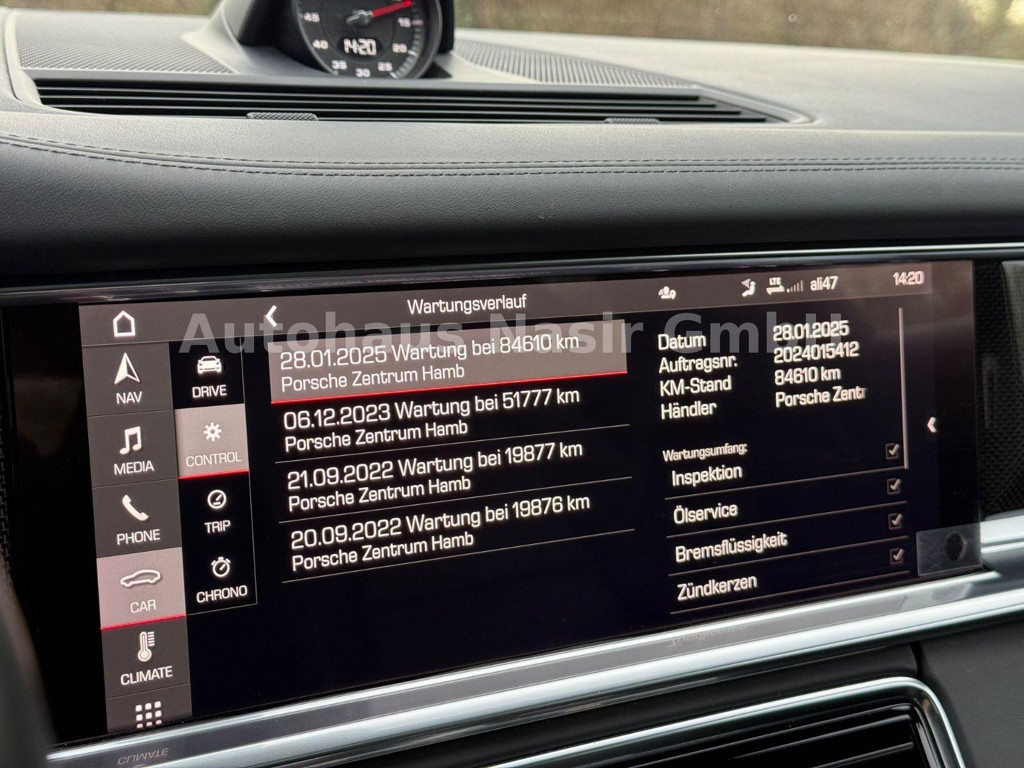 45
15
40
1420
20
35
30
25
Wartungsverlauf
LTE
ali47
14:20
Autohaus Nasir GmbH
NAV
MEDIA
PHONE
CAR
CLIMATE
DRIVE
CONTROL
TRIP
CHRONO
28.01.2025 Wartung bei 84610 km
Porsche Zentrum Hamb
06.12.2023 Wartung bei 51777 km
Porsche Zentrum Hamb
21.09.2022 Wartung bei 19877 km
Porsche Zentrum Hamb
20.09.2022 Wartung bei 19876 km
Porsche Zentrum Hamb
Datum 28.01.2025
Auftragsnr. 2024015412
KM-Stand 84610 km
Händler Porsche Zentr
Wartungsumfang:
Inspektion
Ölservice
Bremsflüssigkeit
Zündkerzen
CLIMATE